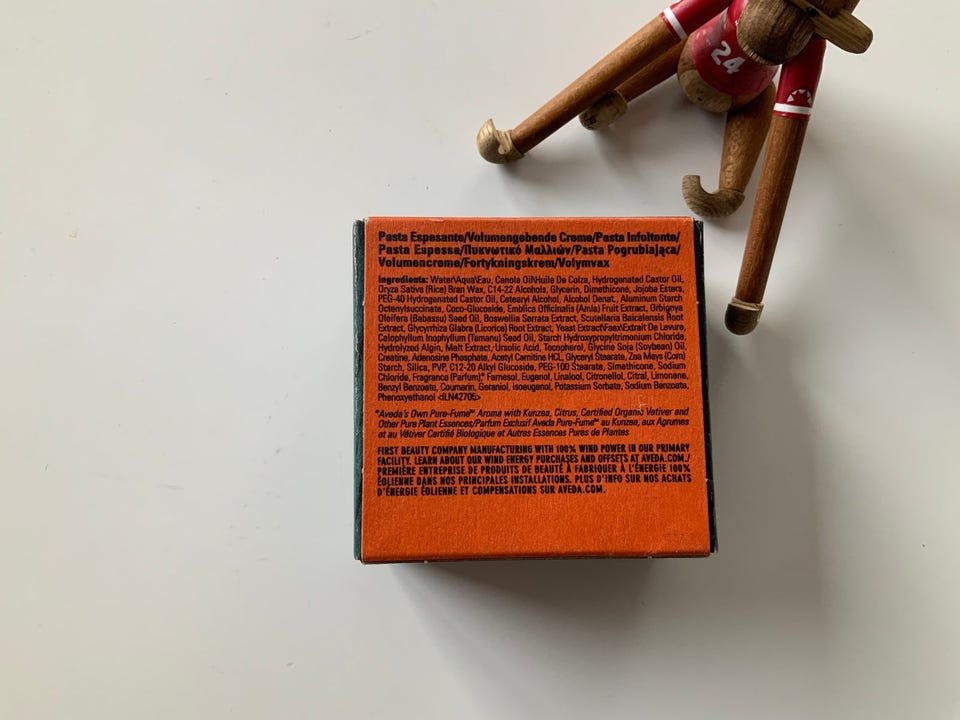 24
Pasta Espesante/Volumengebende Creme/Pasta Infoltente/
Pasta Espessa/Πυκνωτικό Μαλλιών/Pasta Pogrubiająca/
Volumencreme/Fortykningskrem/Volymvax
Ingredients: Water\Aqua\Eau, Canola Oil\Huile De Colza, Hydrogenated Castor Oil,
Oryza Sativa (Rice) Bran Wax, C14-22 Alcohols, Glycerin, Dimethicone, Jojoba Esters,
PEG-40 Hydrogenated Castor Oil, Cetearyl Alcohol, Alcohol Denat., Aluminum Starch
Octenylsuccinate, Coco-Glucoside, Emblica Officinalis (Amla) Fruit Extract, Orbignya
Oleifera (Babassu) Seed Oil, Boswellia Serrata Extract, Scutellaria Baicalensis Root
Extract, Glycyrrhiza Glabra (Licorice) Root Extract, Yeast Extract\Faex\Extrait De Levure,
Calophyllum Inophyllum (Tamanu) Seed Oil, Starch Hydroxypropyltrimonium Chloride,
Hydrolyzed Algin, Malt Extract, Ursolic Acid, Tocopherol, Glycine Soja (Soybean) Oil,
Creatine, Adenosine Phosphate, Acetyl Carnitine HCL, Glyceryl Stearate, Zea Mays (Corn)
Starch, Silica, PVP, C12-20 Alkyl Glucoside, PEG-100 Stearate, Simethicone, Sodium
Chloride, Fragrance (Parfum),* Farnesol, Eugenol, Linalool, Citronellol, Citral, Limonene,
Benzyl Benzoate, Coumarin, Geraniol, Isoeugenol, Potassium Sorbate, Sodium Benzoate,
Phenoxyethanol <ILN42705>
*Aveda's Own Pure-Fume™ Aroma with Kunzea, Citrus, Certified Organic Vetiver and
Other Pure Plant Essences/Parfum Exclusif Aveda Pure-Fume™ au Kunzea, aux Agrumes
et au Vétiver Certifié Biologique et Autres Essences Pures de Plantes
FIRST BEAUTY COMPANY MANUFACTURING WITH 100% WIND POWER IN OUR PRIMARY
FACILITY. LEARN ABOUT OUR WIND ENERGY PURCHASES AND OFFSETS AT AVEDA.COM./
PREMIÈRE ENTREPRISE DE PRODUITS DE BEAUTÉ À FABRIQUER À L'ÉNERGIE 100%
ÉOLIENNE DANS NOS PRINCIPALES INSTALLATIONS. PLUS D'INFO SUR NOS ACHATS
D'ÉNERGIE ÉOLIENNE ET COMPENSATIONS SUR AVEDA.COM.